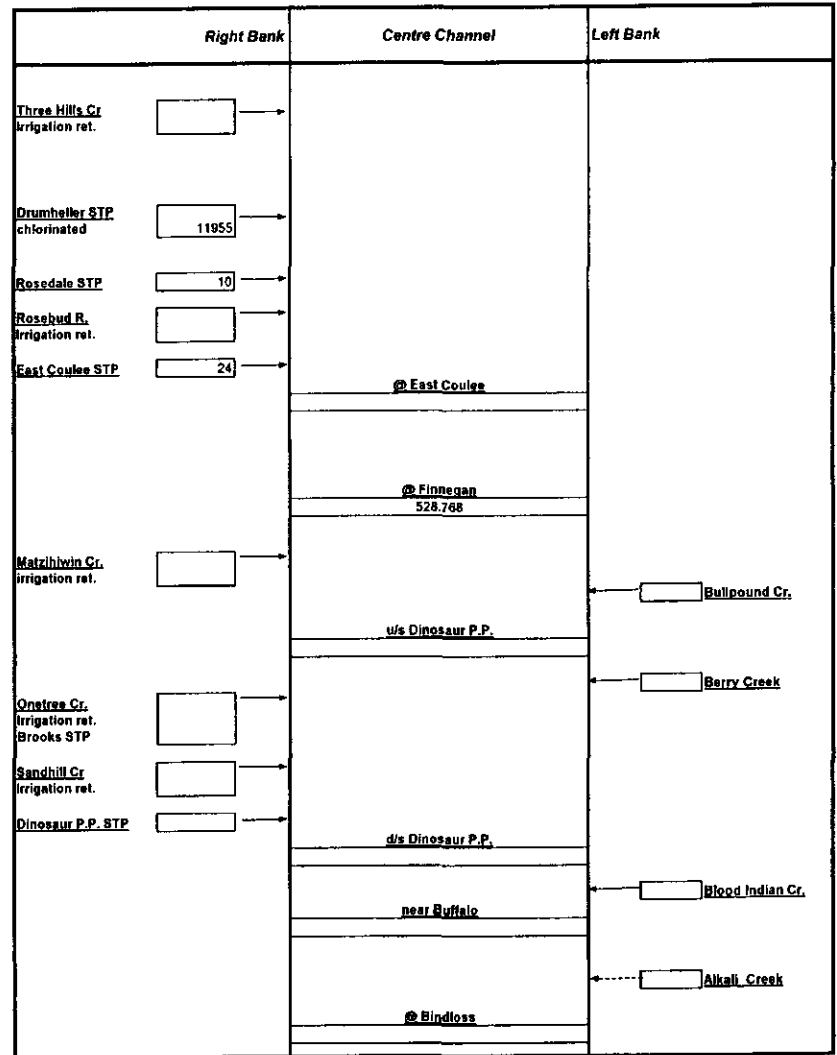 Right Bank
Centre Channel
Left Bank
Three Hills Cr
Irrigation ret.
Drumheller STP
chlorinated
11955
Rosedale STP
10
Rosebud R.
Irrigation ret.
East Coulee STP
24
@ East Coulee
@ Finnegan
528.768
Matzihiwin Cr.
irrigation ret.
Bullpound Cr.
u/s Dinosaur P.P.
Berry Creek
Onetree Cr.
Irrigation ret.
Brooks STP
Sandhill Cr
Irrigation ret.
Dinosaur P.P. STP
d/s Dinosaur P.P.
Blood Indian Cr.
near Buffalo
Alkali Creek
@ Bindloss